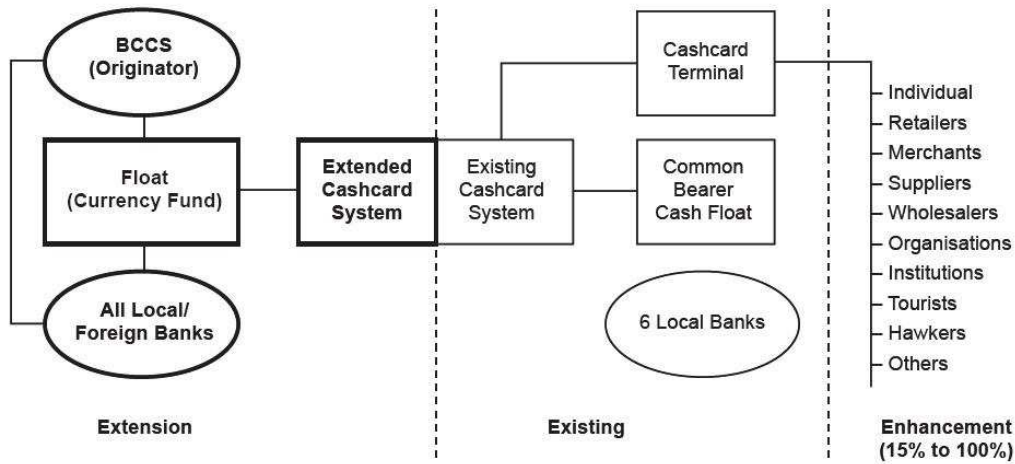 BCCS
(Originator)
Float
(Currency Fund)
All Local/
Foreign Banks
Extended
Cashcard
System
Existing
Cashcard
System
Cashcard
Terminal
Common
Bearer
Cash Float
6 Local Banks
Individual
Retailers
Merchants
Suppliers
Wholesalers
Organisations
Institutions
Tourists
Hawkers
Others
Extension
Existing
Enhancement
(15% to 100%)